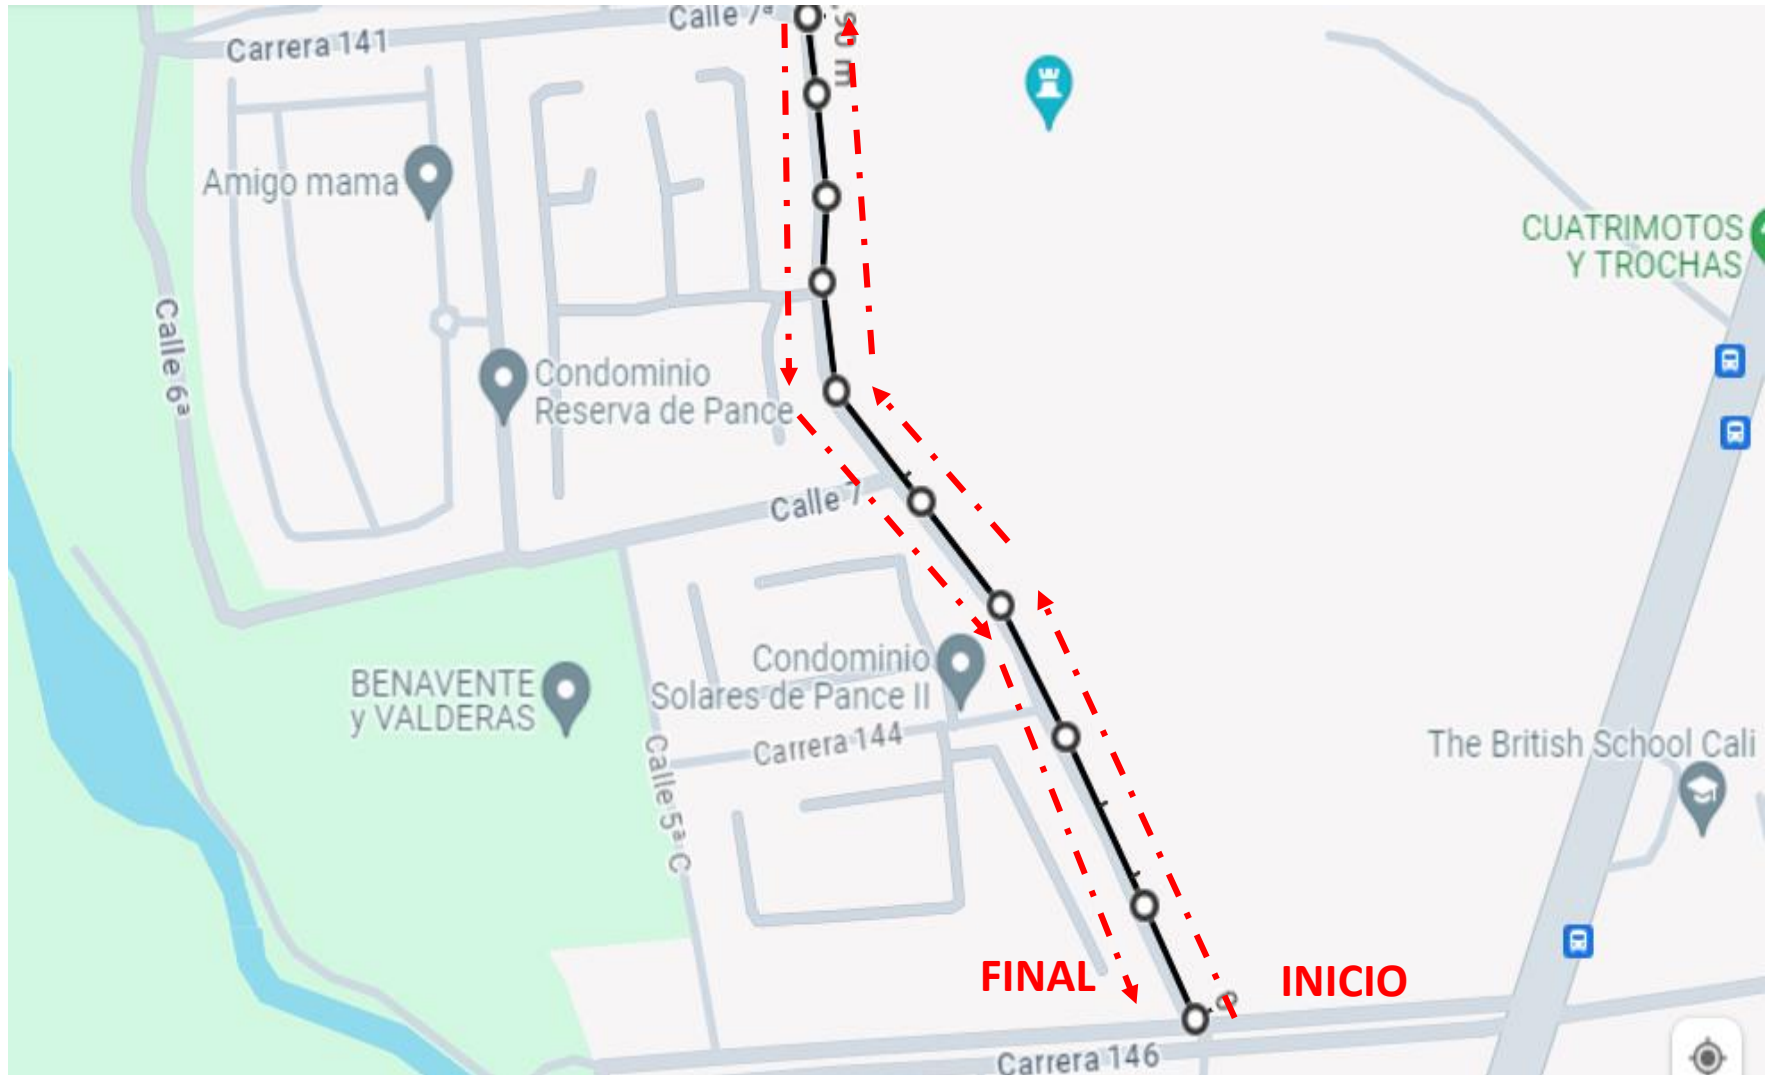 Calle 7ª
Carrera 141
Amigo mama
CUATRIMOTOS
Y TROCHAS
Calle 6ª
Condominio
Reserva de Pance
Calle 7
Condominio
Solares de Pance II
BENAVENTE
y VALDERAS
Carrera 144
The British School Cali
Calle 5ª C
FINAL
INICIO
Carrera 146